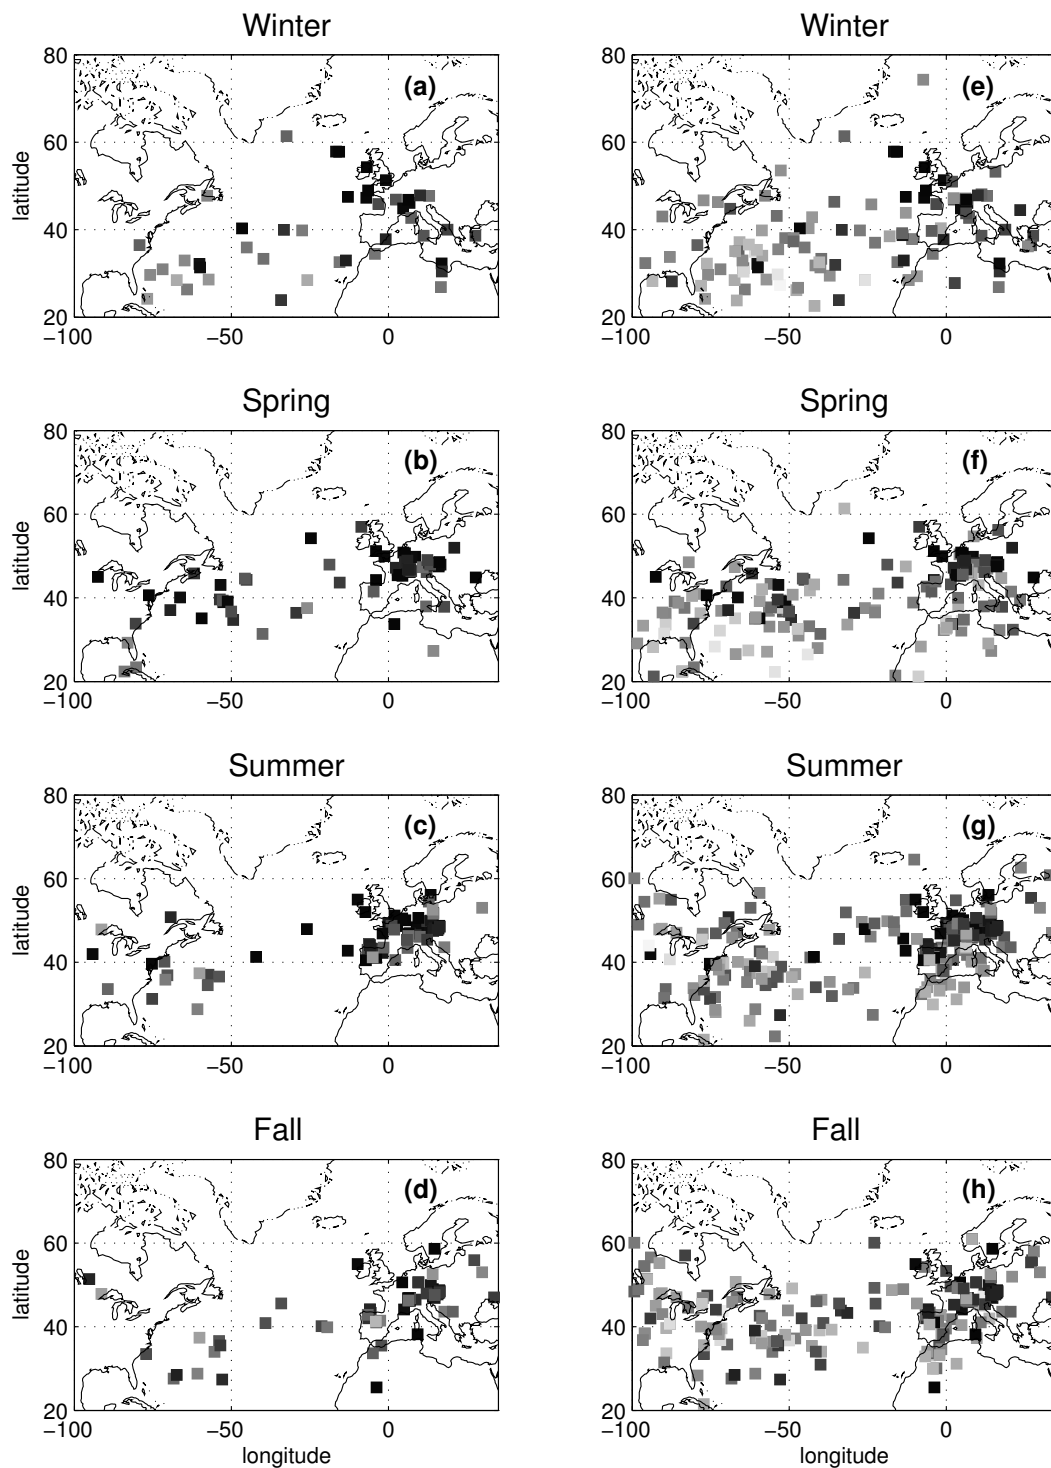 Winter Winter
80 80
(a) (e)
60 60
latitude
40 40
20 20
−100 −50 0 −100 −50 0
Spring Spring
80 80
(b) (f)
60 60
latitude
40 40
20 20
−100 −50 0 −100 −50 0
Summer Summer
80 80
(c) (g)
60 60
latitude
40 40
20 20
−100 −50 0 −100 −50 0
Fall Fall
80 80
(d) (h)
60 60
latitude
40 40
20 20
−100 −50 0 −100 −50 0
longitude longitude